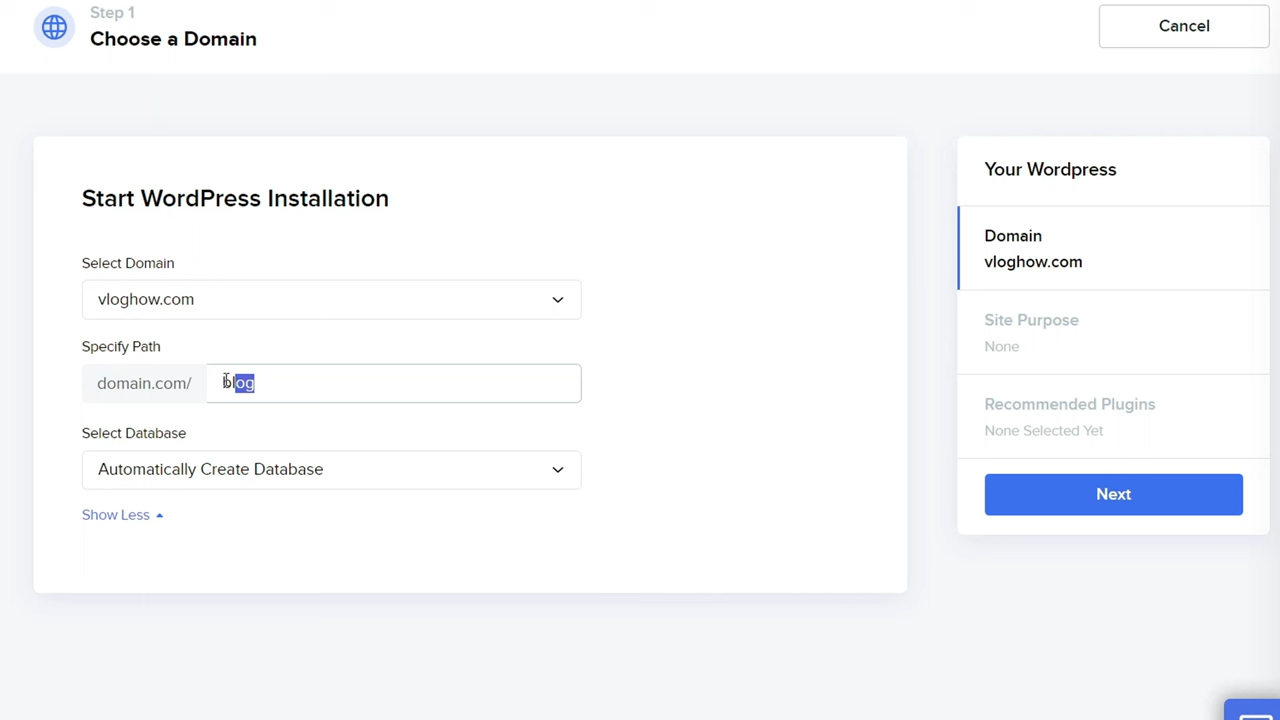 Step 1
Choose a Domain
Cancel
Start WordPress Installation
Select Domain
vloghow.com
Specify Path
domain.com/
blog
Select Database
Automatically Create Database
Show Less
Your Wordpress
Domain
vloghow.com
Site Purpose
None
Recommended Plugins
None Selected Yet
Next